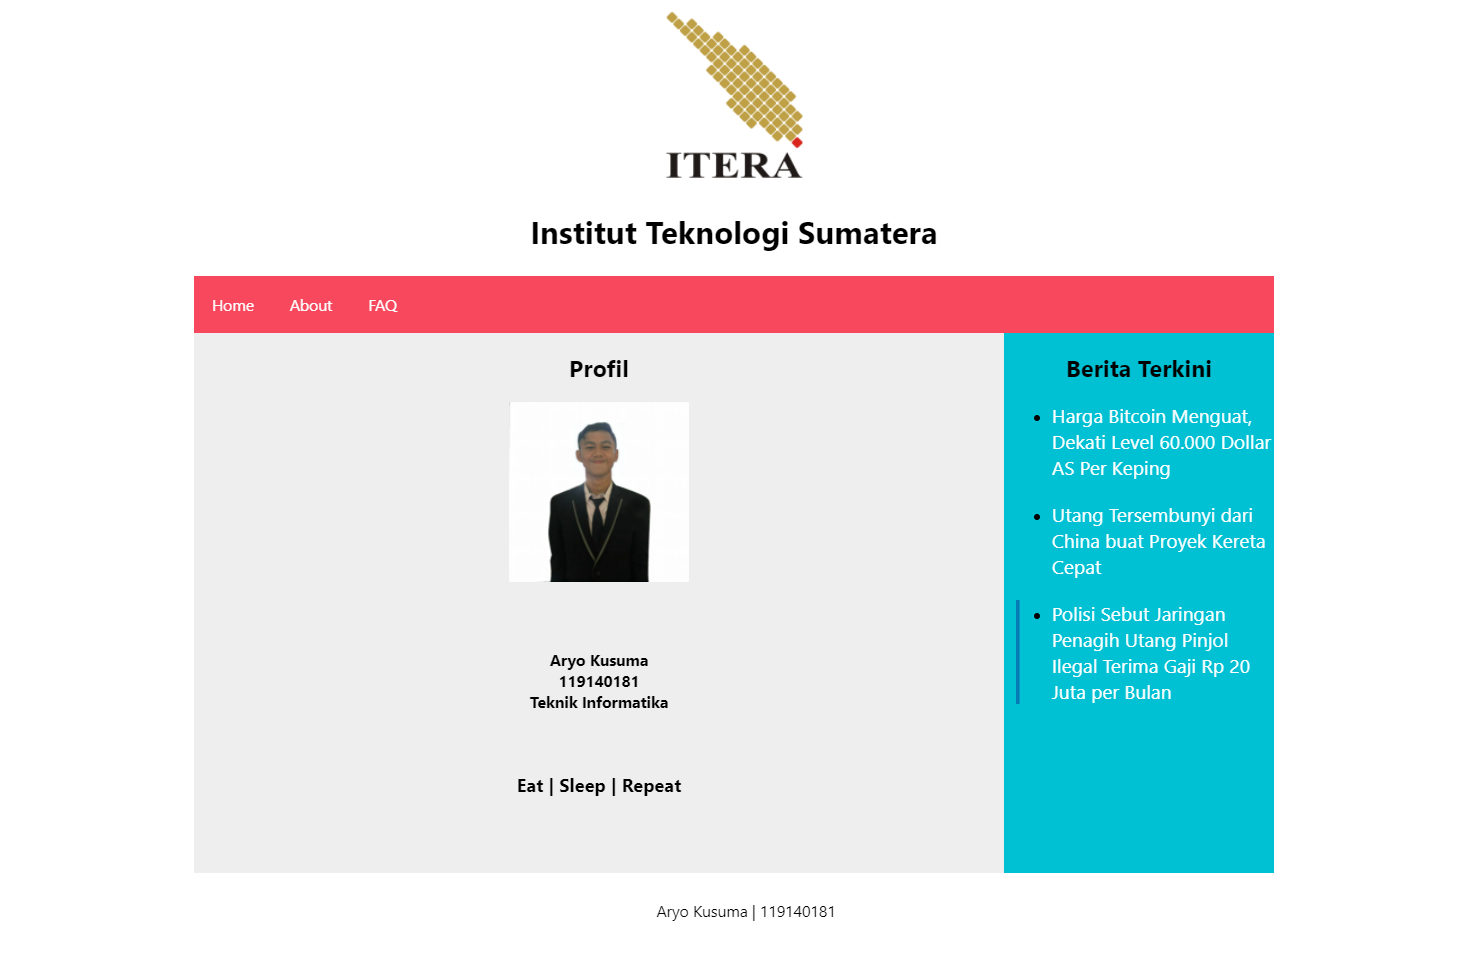 ITERA
Institut Teknologi Sumatera
Home
About
FAQ
Profil
Aryo Kusuma
119140181
Teknik Informatika
Eat | Sleep | Repeat
Berita Terkini
Harga Bitcoin Menguat,
Dekati Level 60.000 Dollar
AS Per Keping
Utang Tersembunyi dari
China buat Proyek Kereta
Cepat
Polisi Sebut Jaringan
Penagih Utang Pinjol
Ilegal Terima Gaji Rp 20
Juta per Bulan
Aryo Kusuma | 119140181